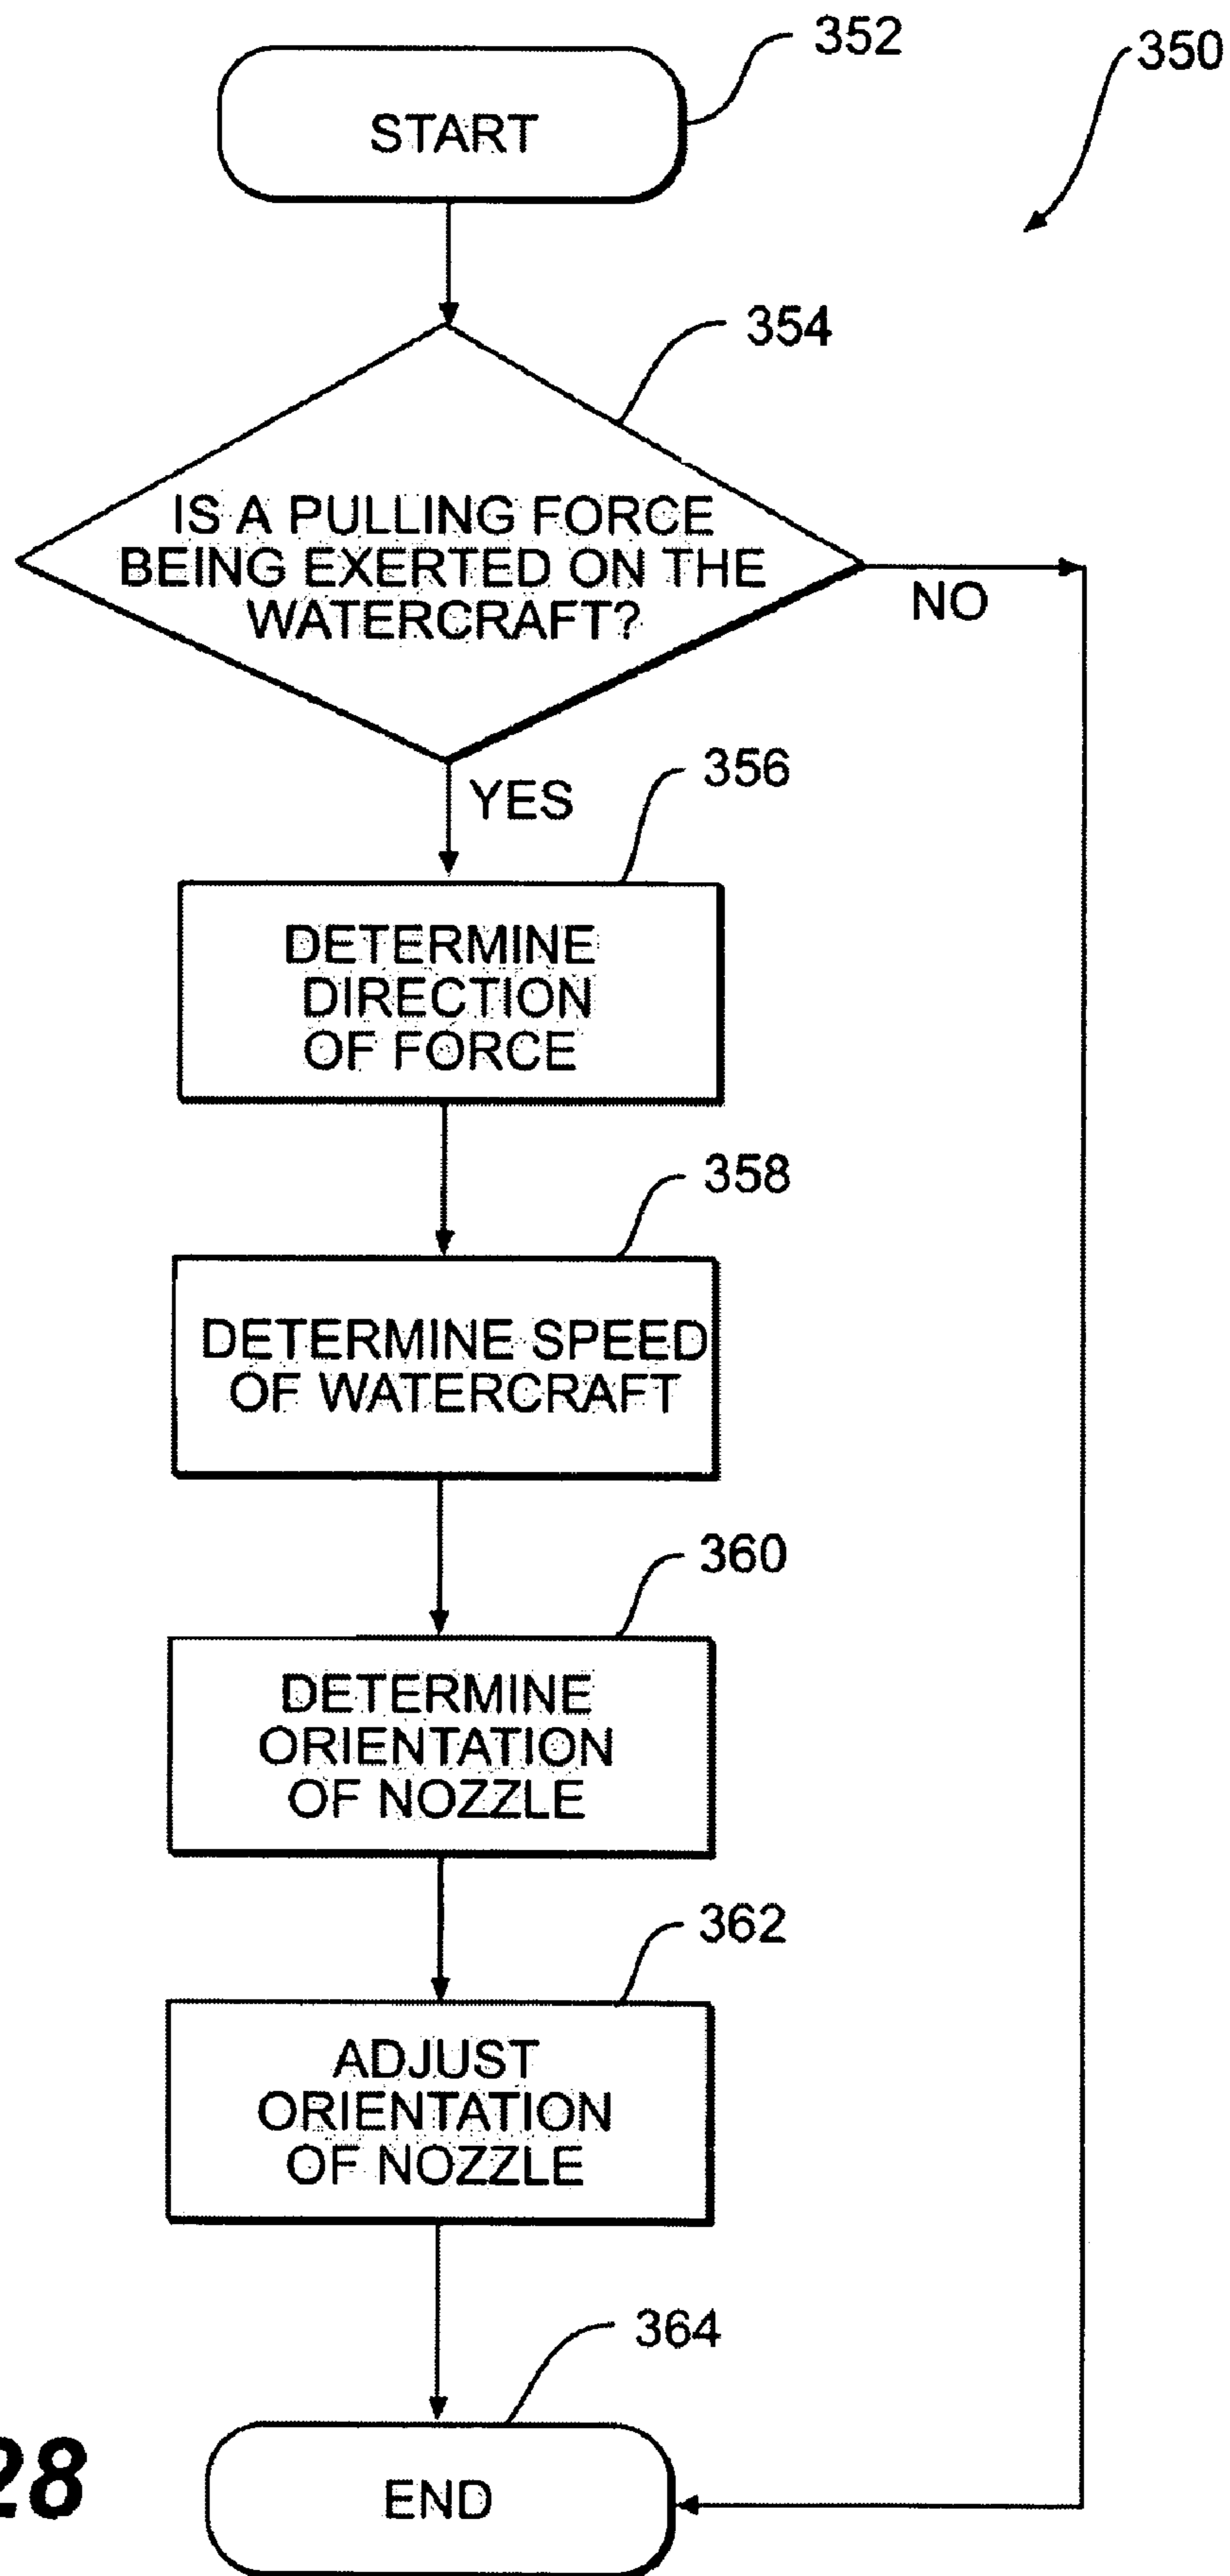 352
350
START
354
IS A PULLING FORCE
BEING EXERTED ON THE
WATERCRAFT?
NO
YES
356
DETERMINE
DIRECTION
OF FORCE
358
DETERMINE SPEED
OF WATERCRAFT
360
DETERMINE
ORIENTATION
OF NOZZLE
362
ADJUST
ORIENTATION
OF NOZZLE
364
END
28